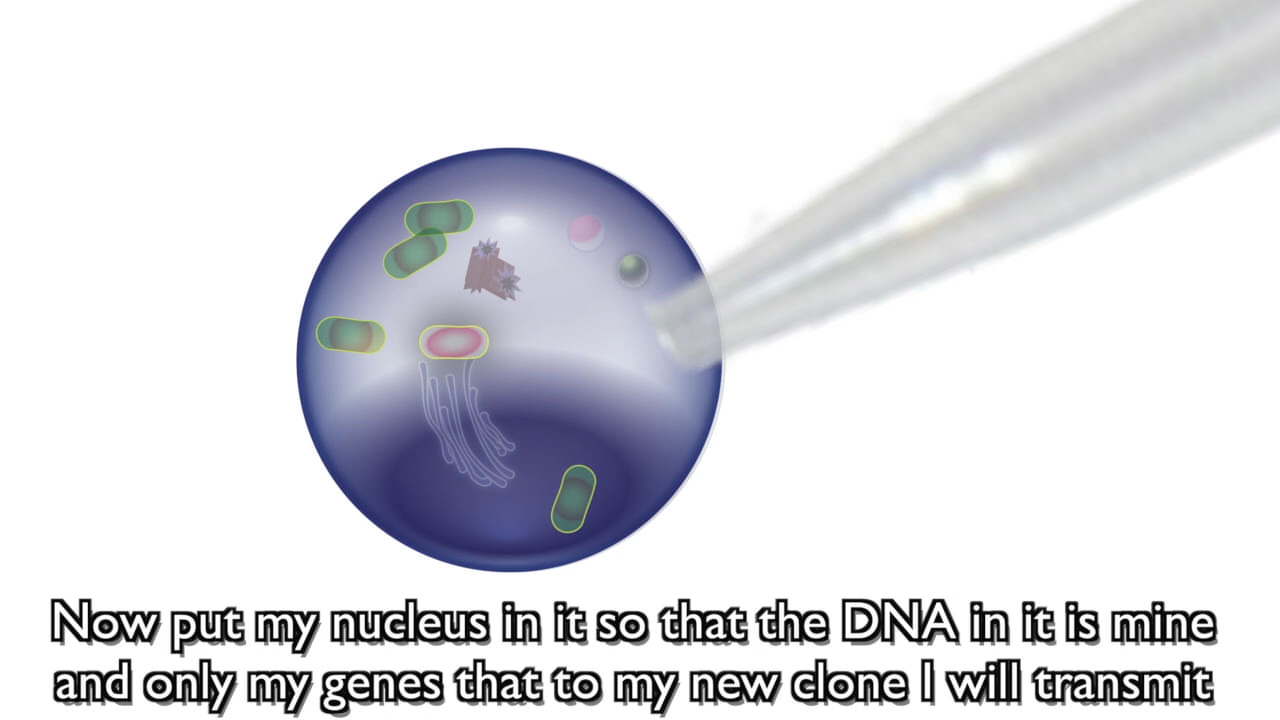 Now put my nucleus in it so that the DNA in it is mine
and only my genes that to my new clone I will transmit